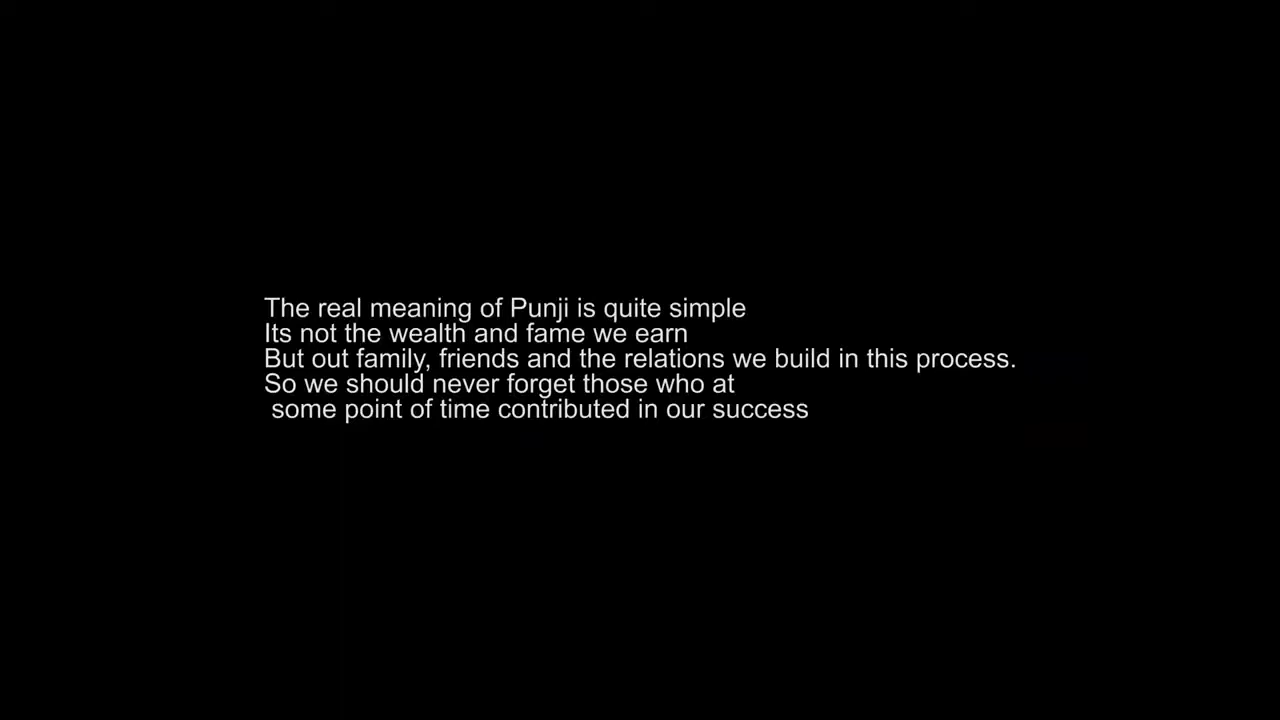 The real meaning of Punji is quite simple
Its not the wealth and fame we earn
But out family, friends and the relations we build in this process.
So we should never forget those who at
some point of time contributed in our success